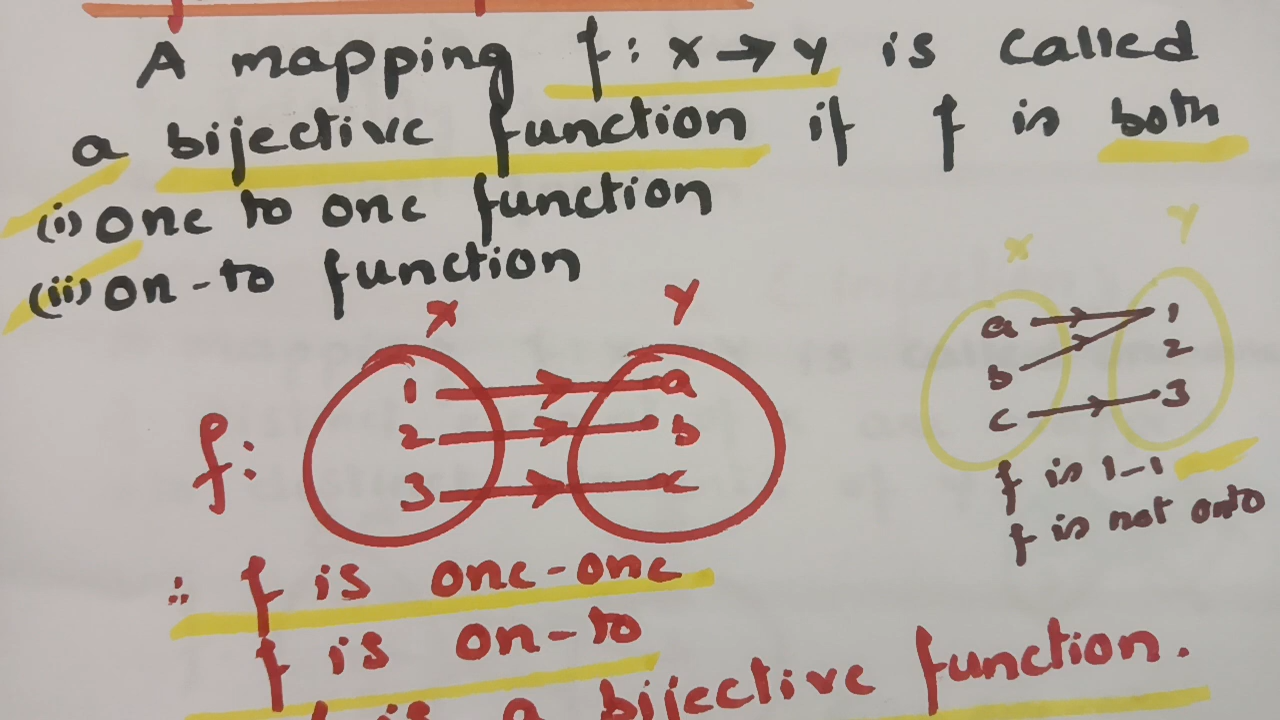 A mapping f: x → y is called
a bijective function if f is both
(i) one to one function
(ii) on-to function
x y
f:
1 a
2 b
3 c
∴ f is one-one
f is on-to
f is a bijective function.
x y
a 1
b 2
c 3
f is 1-1
f is not onto